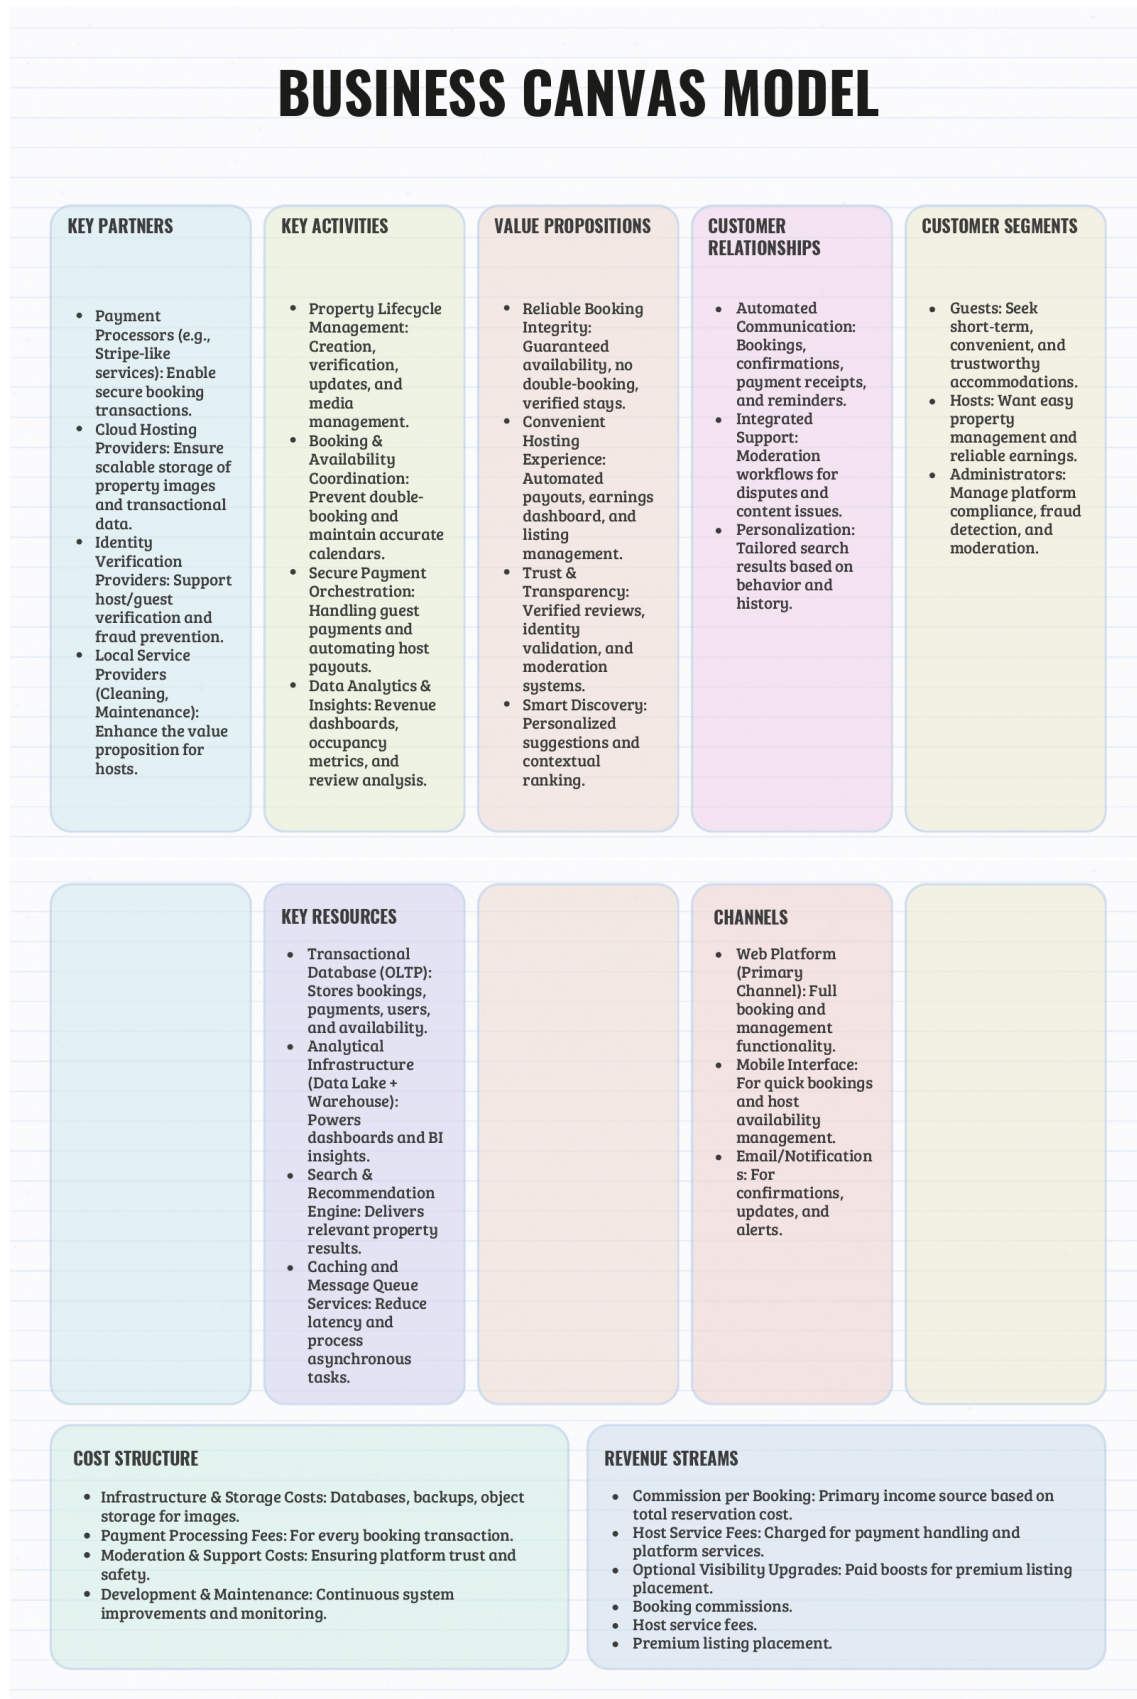 BUSINESS CANVAS MODEL
KEY PARTNERS
• Payment
Processors (e.g.,
Stripe-like
services): Enable
secure booking
transactions.
• Cloud Hosting
Providers: Ensure
scalable storage of
property images
and transactional
data.
• Identity
Verification
Providers: Support
host/guest
verification and
fraud prevention.
• Local Service
Providers
(Cleaning,
Maintenance):
Enhance the value
proposition for
hosts.
KEY ACTIVITIES
• Property Lifecycle
Management:
Creation,
verification,
updates, and
media
management.
• Booking &
Availability
Coordination:
Prevent double-
booking and
maintain accurate
calendars.
• Secure Payment
Orchestration:
Handling guest
payments and
automating host
payouts.
• Data Analytics &
Insights: Revenue
dashboards,
occupancy
metrics, and
review analysis.
VALUE PROPOSITIONS
• Reliable Booking
Integrity:
Guaranteed
availability, no
double-booking,
verified stays.
• Convenient
Hosting
Experience:
Automated
payouts, earnings
dashboard, and
listing
management.
• Trust &
Transparency:
Verified reviews,
identity
validation, and
moderation
systems.
• Smart Discovery:
Personalized
suggestions and
contextual
ranking.
CUSTOMER
RELATIONSHIPS
• Automated
Communication:
Bookings,
confirmations,
payment receipts,
and reminders.
• Integrated
Support:
Moderation
workflows for
disputes and
content issues.
• Personalization:
Tailored search
results based on
behavior and
history.
CUSTOMER SEGMENTS
• Guests: Seek
short-term,
convenient, and
trustworthy
accommodations.
• Hosts: Want easy
property
management and
reliable earnings.
• Administrators:
Manage platform
compliance, fraud
detection, and
moderation.
KEY RESOURCES
• Transactional
Database (OLTP):
Stores bookings,
payments, users,
and availability.
• Analytical
Infrastructure
(Data Lake +
Warehouse):
Powers
dashboards and BI
insights.
• Search &
Recommendation
Engine: Delivers
relevant property
results.
• Caching and
Message Queue
Services: Reduce
latency and
process
asynchronous
tasks.
CHANNELS
• Web Platform
(Primary
Channel): Full
booking and
management
functionality.
• Mobile Interface:
For quick bookings
and host
availability
management.
• Email/Notification
s: For
confirmations,
updates, and
alerts.
COST STRUCTURE
• Infrastructure & Storage Costs: Databases, backups, object
storage for images.
• Payment Processing Fees: For every booking transaction.
• Moderation & Support Costs: Ensuring platform trust and
safety.
• Development & Maintenance: Continuous system
improvements and monitoring.
REVENUE STREAMS
• Commission per Booking: Primary income source based on
total reservation cost.
• Host Service Fees: Charged for payment handling and
platform services.
• Optional Visibility Upgrades: Paid boosts for premium listing
placement.
• Booking commissions.
• Host service fees.
• Premium listing placement.